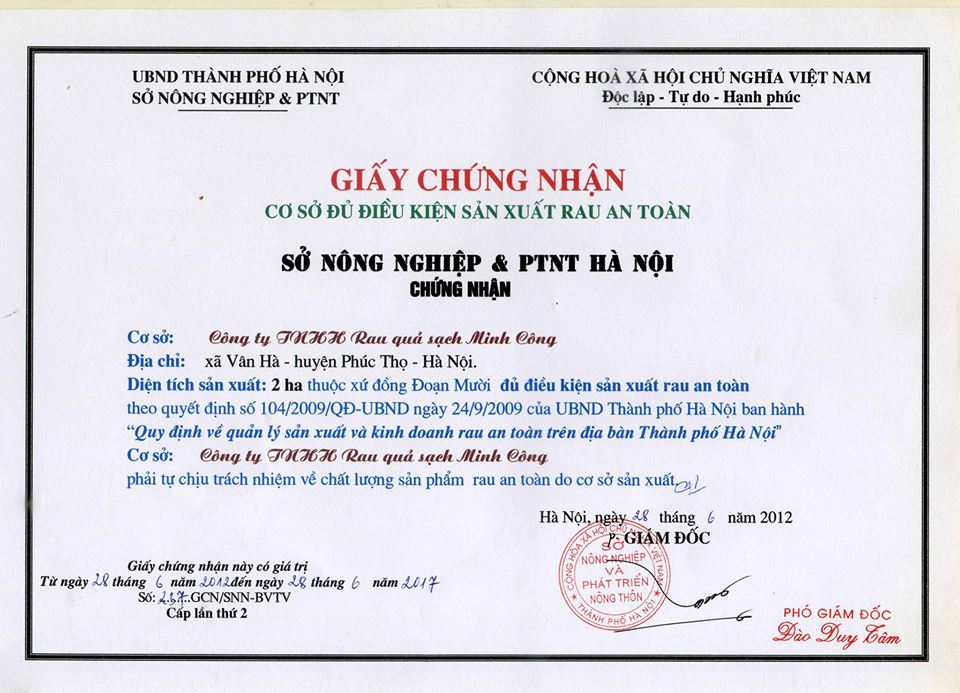 UBND THÀNH PHỐ HÀ NỘI
SỞ NÔNG NGHIỆP & PTNT
CỘNG HOÀ XÃ HỘI CHỦ NGHĨA VIỆT NAM
Độc lập - Tự do - Hạnh phúc
GIẤY CHỨNG NHẬN
CƠ SỞ ĐỦ ĐIỀU KIỆN SẢN XUẤT RAU AN TOÀN
SỞ NÔNG NGHIỆP & PTNT HÀ NỘI
CHỨNG NHẬN
Cơ sở: Công ty TNHH Rau quả sạch Minh Công
Địa chỉ: xã Vân Hà - huyện Phúc Thọ - Hà Nội.
Diện tích sản xuất: 2 ha thuộc xứ đồng Đoạn Mười đủ điều kiện sản xuất rau an toàn
theo quyết định số 104/2009/QĐ-UBND ngày 24/9/2009 của UBND Thành phố Hà Nội ban hành
“Quy định về quản lý sản xuất và kinh doanh rau an toàn trên địa bàn Thành phố Hà Nội”
Cơ sở: Công ty TNHH Rau quả sạch Minh Công
phải tự chịu trách nhiệm về chất lượng sản phẩm rau an toàn do cơ sở sản xuất.
Hà Nội, ngày 28 tháng 6 năm 2012
GIÁM ĐỐC
CỘNG HÒA XÃ HỘI CHỦ NGHĨA VIỆT NAM
SỞ
NÔNG NGHIỆP
VÀ
PHÁT TRIỂN
NÔNG THÔN
★ THÀNH PHỐ HÀ NỘI ★
PHÓ GIÁM ĐỐC
Đào Duy Tâm
Giấy chứng nhận này có giá trị
Từ ngày 28 tháng 6 năm 2012 đến ngày 28 tháng 6 năm 2017
Số: 237.GCN/SNN-BVTV
Cấp lần thứ 2